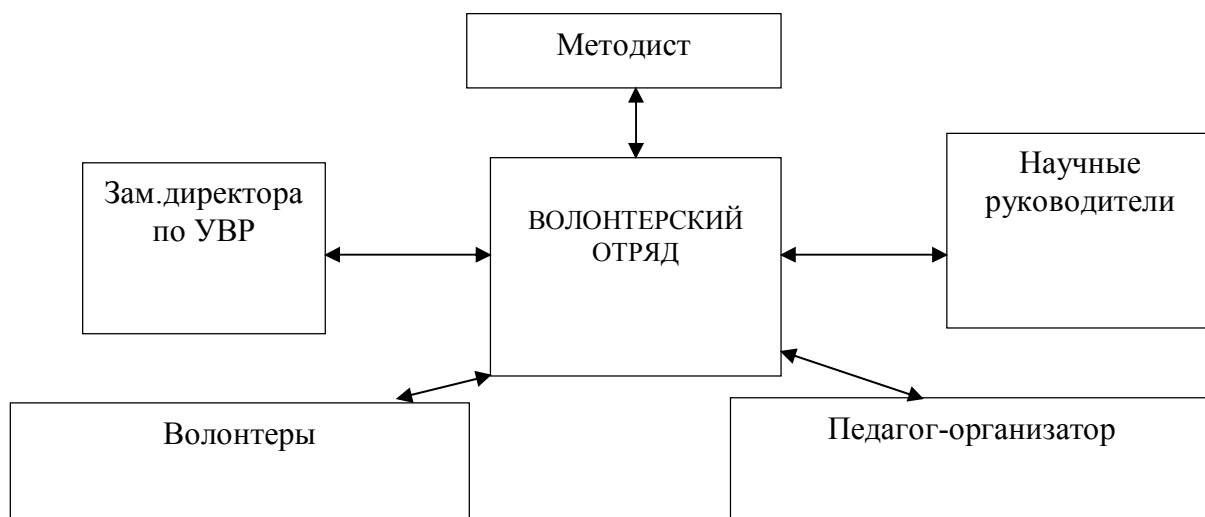 Методист
Зам.директора
по УВР
ВОЛОНТЕРСКИЙ
ОТРЯД
Научные
руководители
Волонтеры
Педагог-организатор